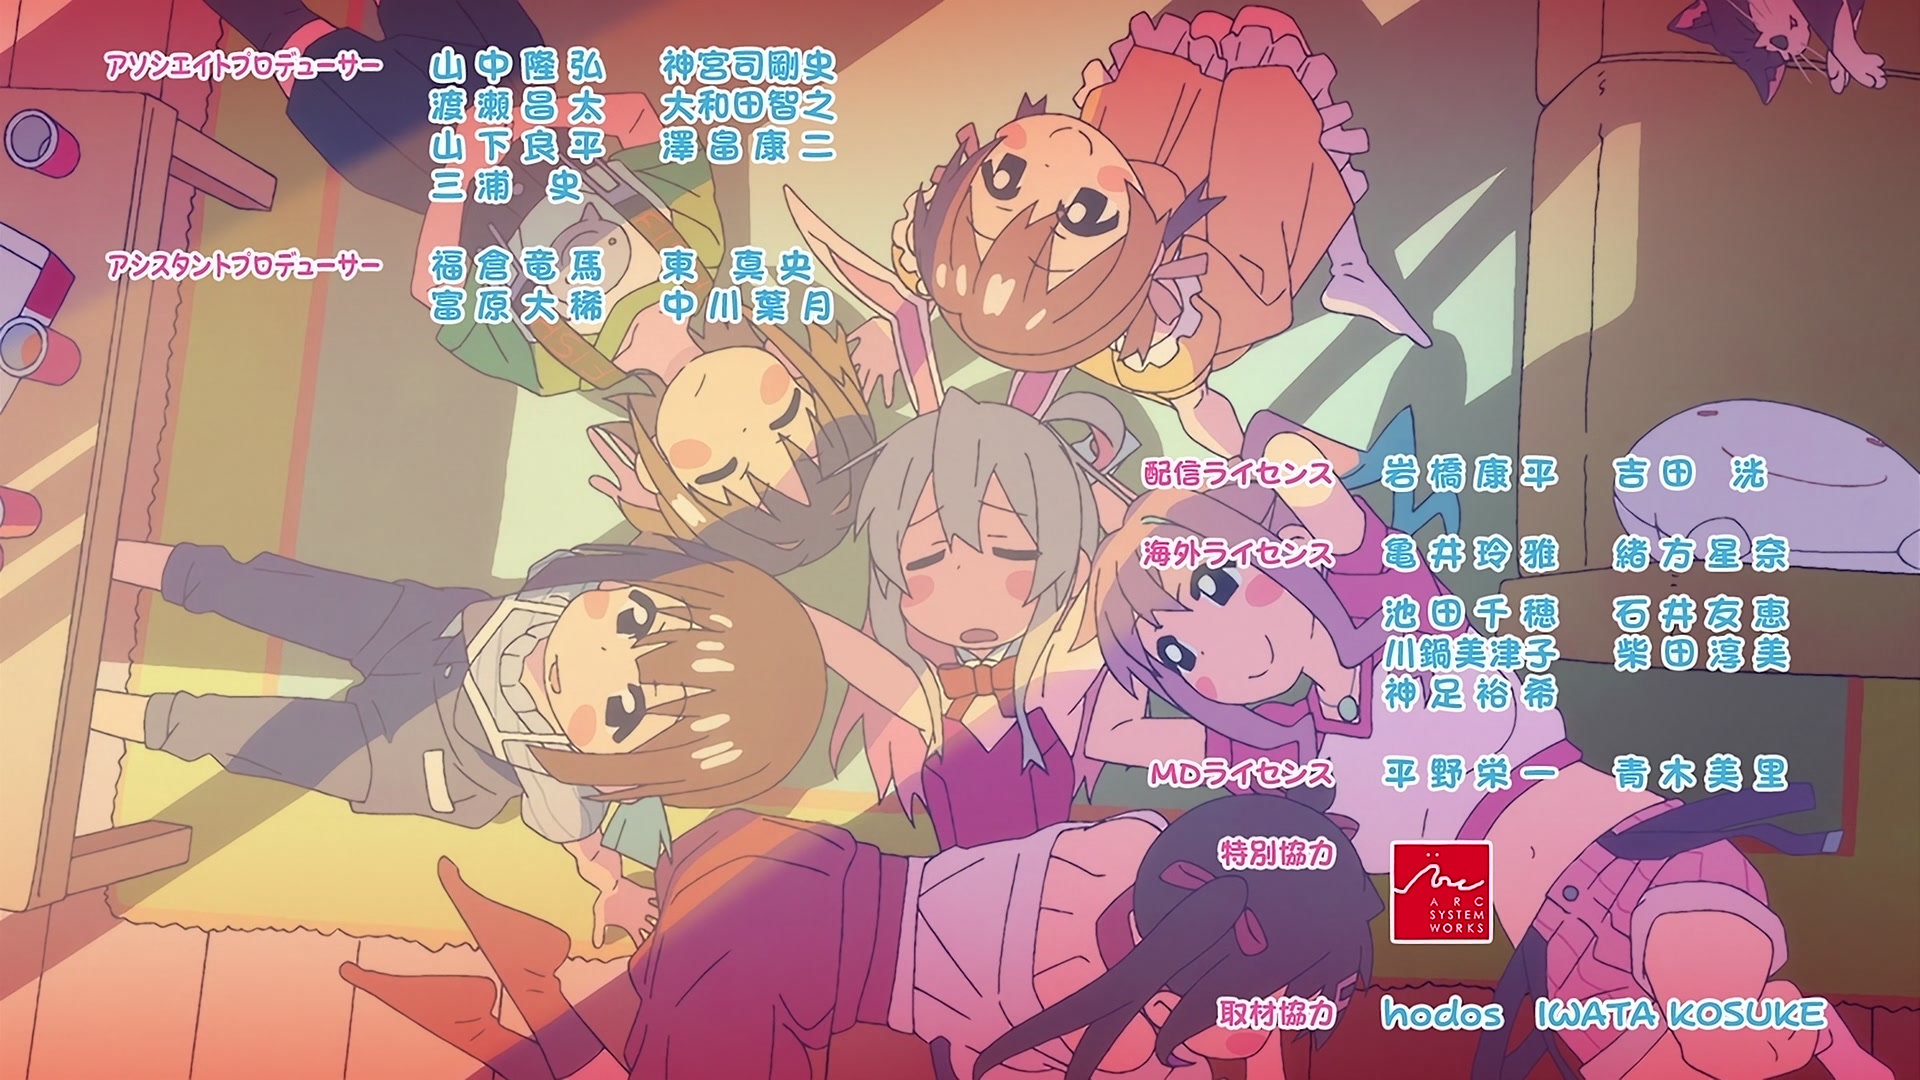 アソシエイトプロデューサー 山中隆弘 神宮司剛史
渡瀬昌太 大和田智之
山下良平 澤畠康二
三浦 史
アシスタントプロデューサー 福倉竜馬 東 真央
富原大稀 中川葉月
配信ライセンス 岩橋康平 吉田 洸
海外ライセンス 亀井玲雅 緒方星奈
池田千穂 石井友恵
川鍋美津子 柴田淳美
神足裕希
MDライセンス 平野栄一 青木美里
特別協力
ARC
SYSTEM
WORKS
取材協力 hodos IWATA KOSUKE